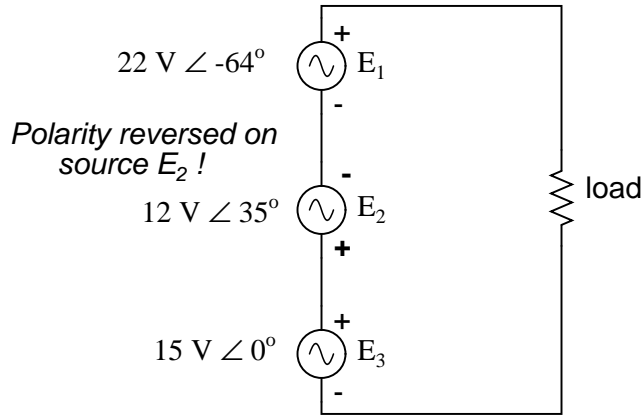 +
22 V ∠ -64° E₁
-
Polarity reversed on
source E₂ !
-
12 V ∠ 35° E₂
+
load
+
15 V ∠ 0° E₃
-